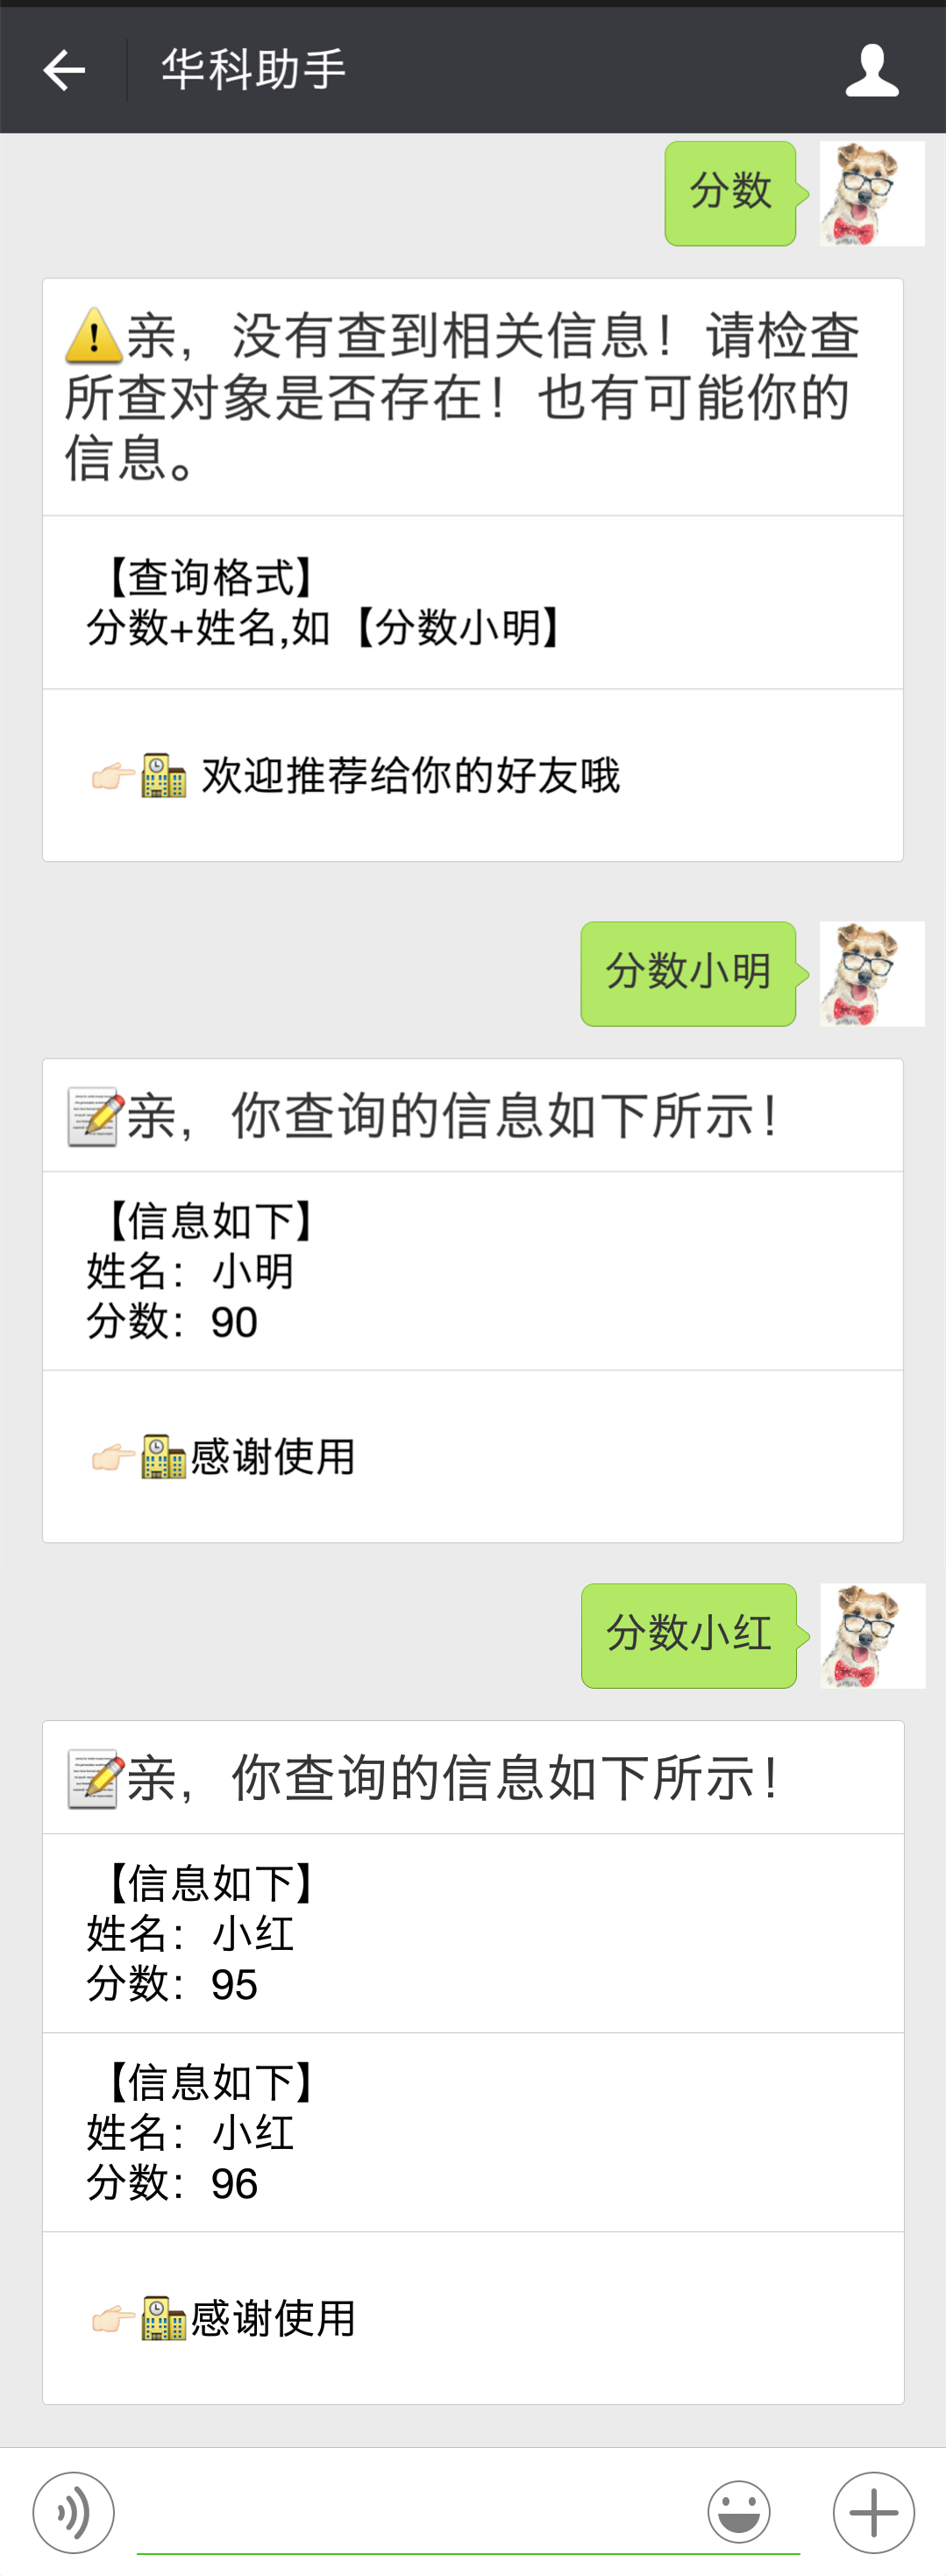 华科助手
分数
亲，没有查到相关信息！请检查
所查对象是否存在！也有可能你的
信息。
【查询格式】
分数+姓名,如【分数小明】
欢迎推荐给你的好友哦
分数小明
亲，你查询的信息如下所示！
【信息如下】
姓名：小明
分数：90
感谢使用
分数小红
亲，你查询的信息如下所示！
【信息如下】
姓名：小红
分数：95
【信息如下】
姓名：小红
分数：96
感谢使用